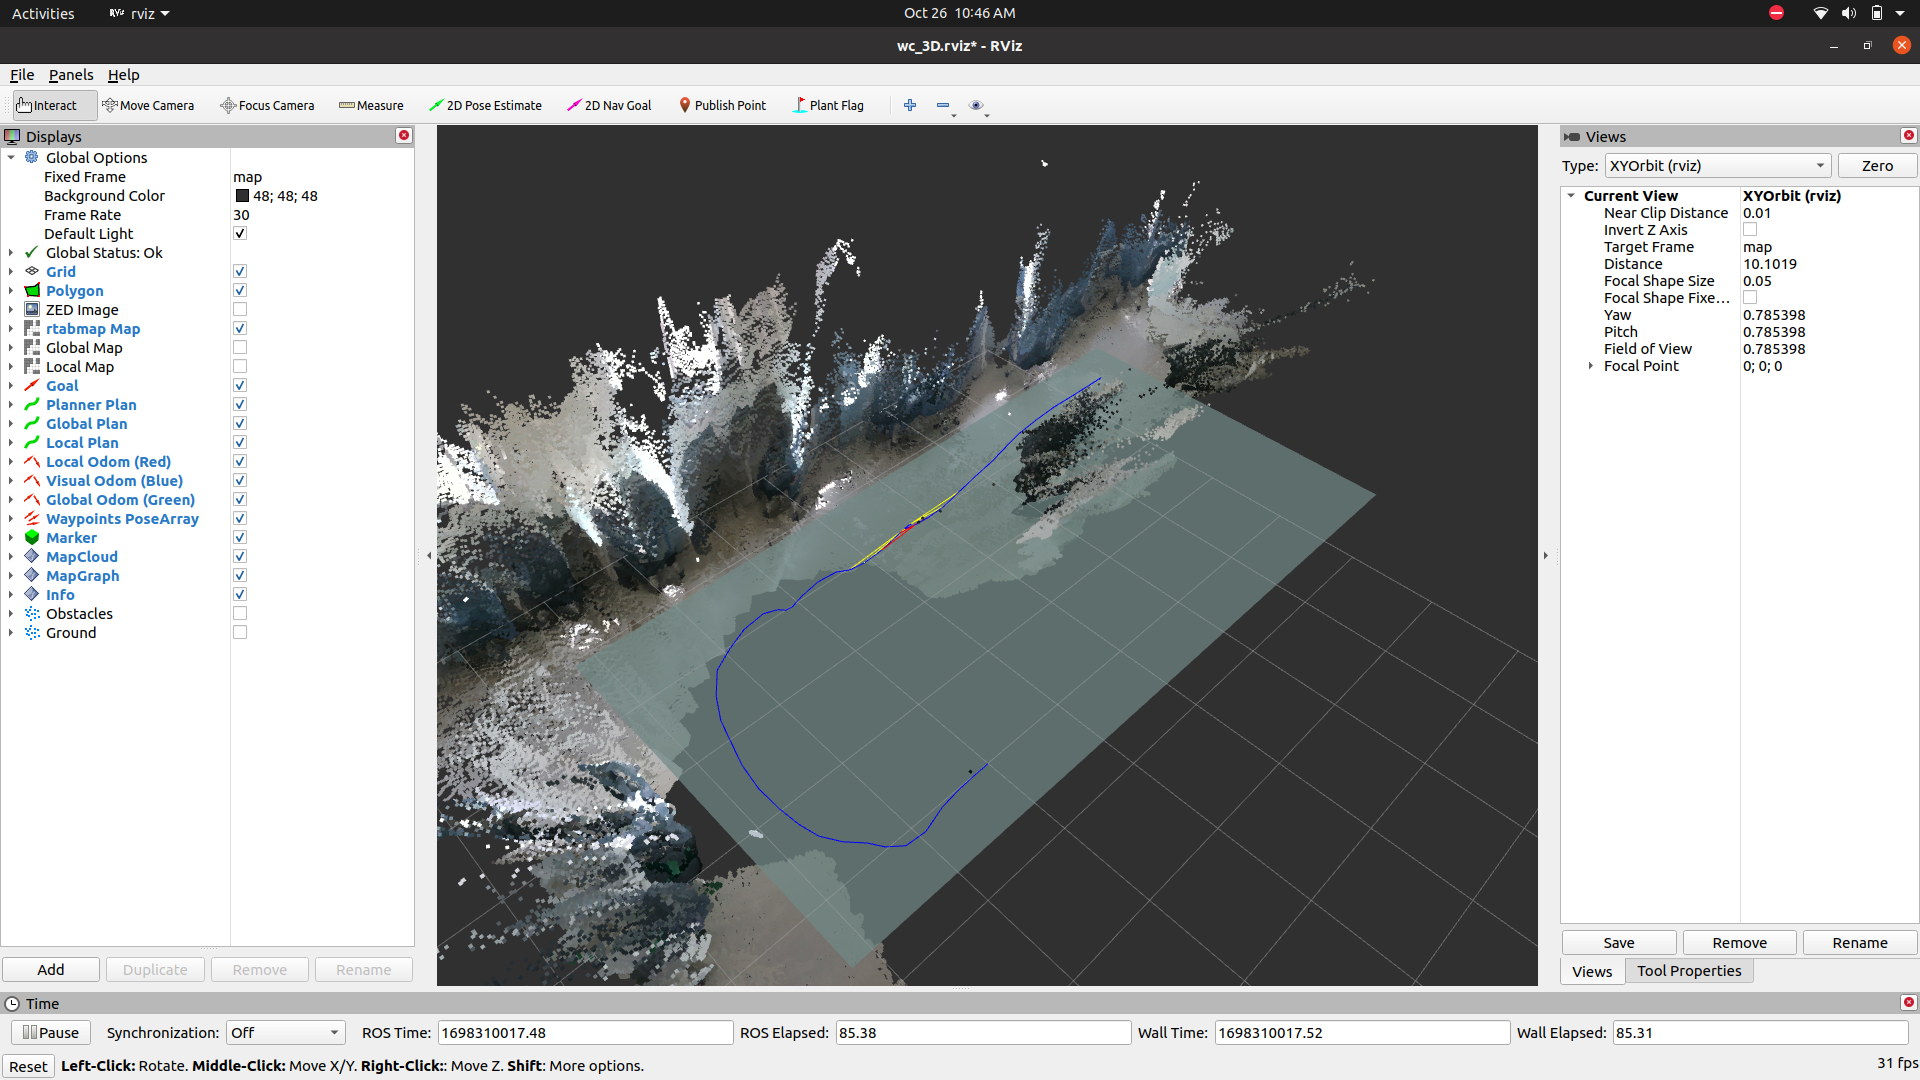 Activities rviz Oct 26 10:46 AM
wc_3D.rviz* - RViz
File Panels Help
Interact Move Camera Focus Camera Measure 2D Pose Estimate 2D Nav Goal Publish Point Plant Flag
Displays
Global Options
Fixed Frame map
Background Color 48; 48; 48
Frame Rate 30
Default Light
Global Status: Ok
Grid
Polygon
ZED Image
rtabmap Map
Global Map
Local Map
Goal
Planner Plan
Global Plan
Local Plan
Local Odom (Red)
Visual Odom (Blue)
Global Odom (Green)
Waypoints PoseArray
Marker
MapCloud
MapGraph
Info
Obstacles
Ground
Add Duplicate Remove Rename
Views
Type: XYOrbit (rviz) Zero
Current View XYOrbit (rviz)
Near Clip Distance 0.01
Invert Z Axis
Target Frame map
Distance 10.1019
Focal Shape Size 0.05
Focal Shape Fixe...
Yaw 0.785398
Pitch 0.785398
Field of View 0.785398
Focal Point 0; 0; 0
Save Remove Rename
Views Tool Properties
Time
Pause Synchronization: Off ROS Time: 1698310017.48 ROS Elapsed: 85.38 Wall Time: 1698310017.52 Wall Elapsed: 85.31
Reset Left-Click: Rotate. Middle-Click: Move X/Y. Right-Click:: Move Z. Shift: More options. 31 fps